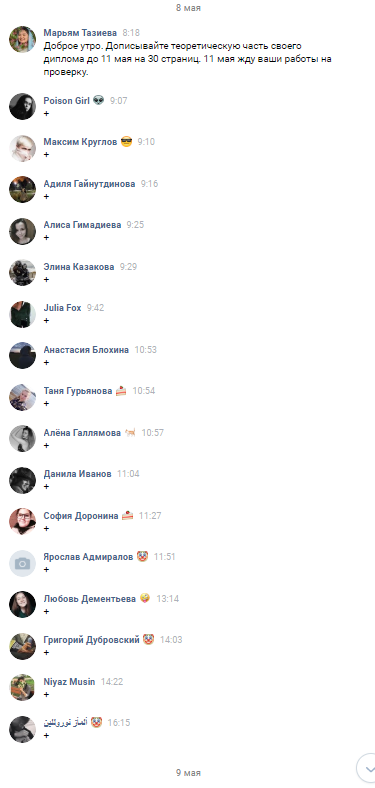 8 мая
Марьям Тазиева 8:18
Доброе утро. Дописывайте теоретическую часть своего
диплома до 11 мая на 30 страниц. 11 мая жду ваши работы на
проверку.
Poison Girl 👽 9:07
+
Максим Круглов 😎 9:10
+
Адиля Гайнутдинова 9:16
+
Алиса Гимадиева 9:25
+
Элина Казакова 9:29
+
Julia Fox 9:42
+
Анастасия Блохина 10:53
+
Таня Гурьянова 🍰 10:54
+
Алёна Галлямова 🐈 10:57
+
Данила Иванов 11:04
+
София Доронина 🍰 11:27
+
Ярослав Адмиралов 🤡 11:51
+
Любовь Дементьева 🤪 13:14
+
Григорий Дубровский 🤡 14:03
+
Niyaz Musin 14:22
+
🤡 16:15
+
9 мая